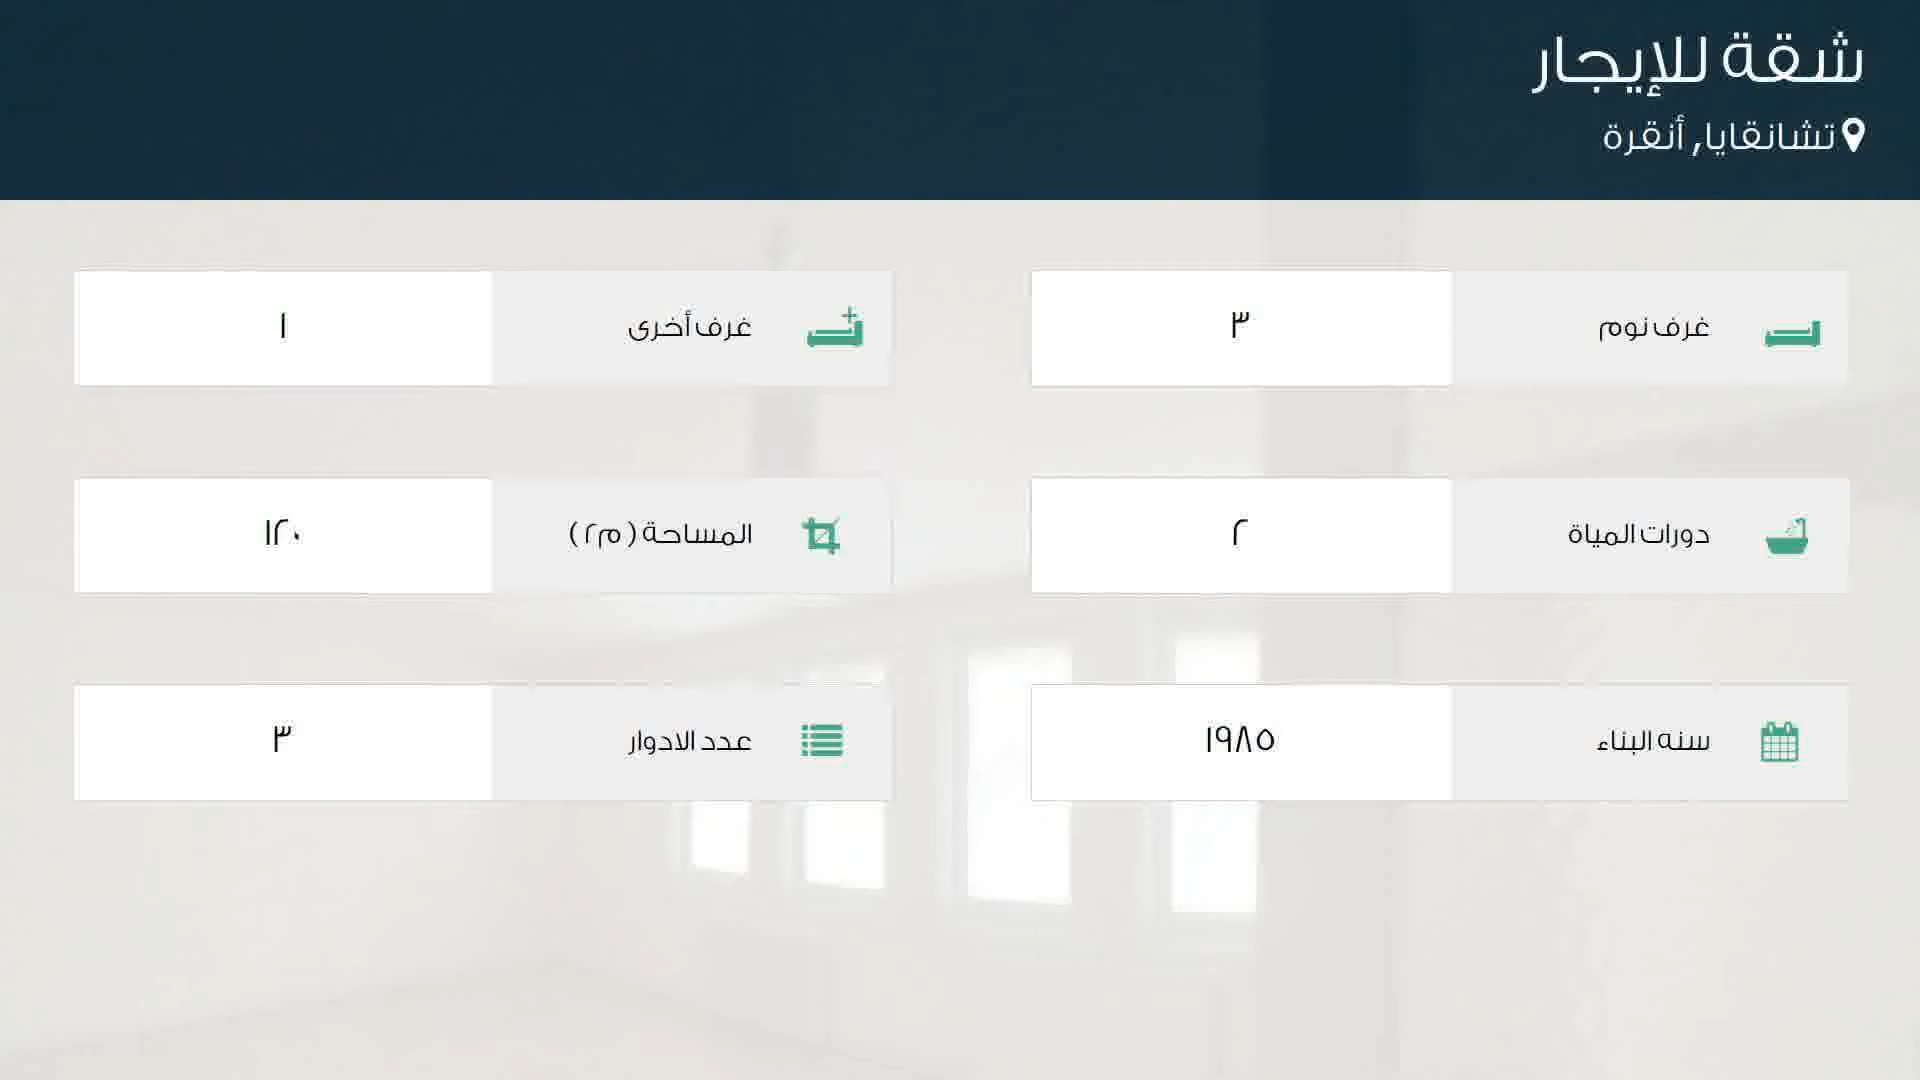 شقة للإيجار
تشانقايا, أنقرة
غرف نوم
٣
غرف أخرى
١
دورات المياة
٢
المساحة ( م٢ )
١٢٠
سنه البناء
١٩٨٥
عدد الادوار
٣